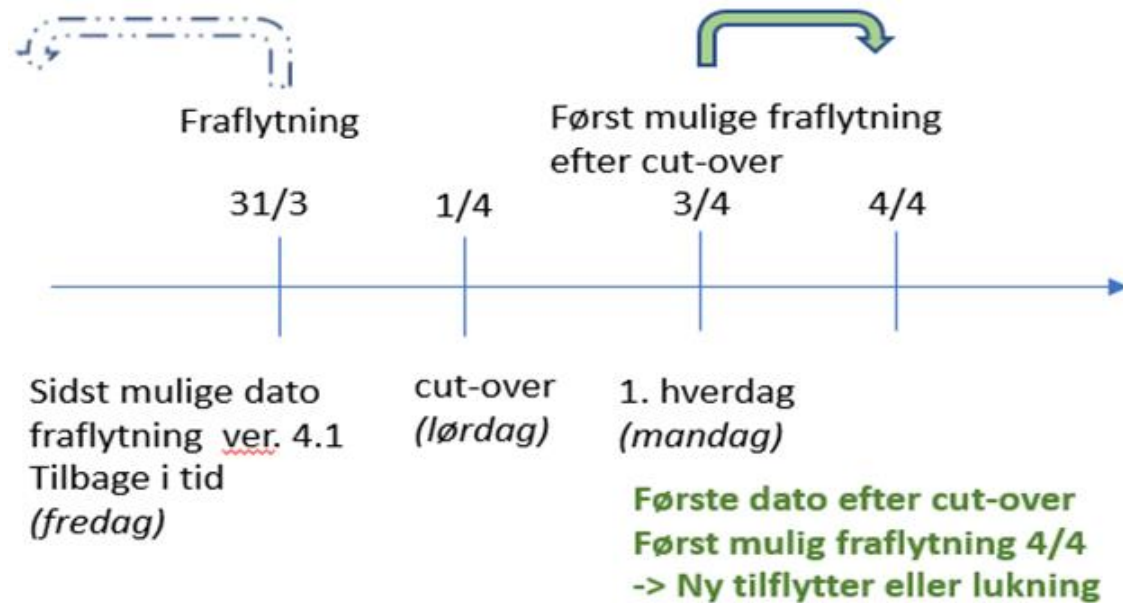 Fraflytning
Først mulige fraflytning
efter cut-over
31/3
1/4
3/4
4/4
Sidst mulige dato
fraflytning ver. 4.1
Tilbage i tid
(fredag)
cut-over
(lørdag)
1. hverdag
(mandag)
Første dato efter cut-over
Først mulig fraflytning 4/4
-> Ny tilflytter eller lukning